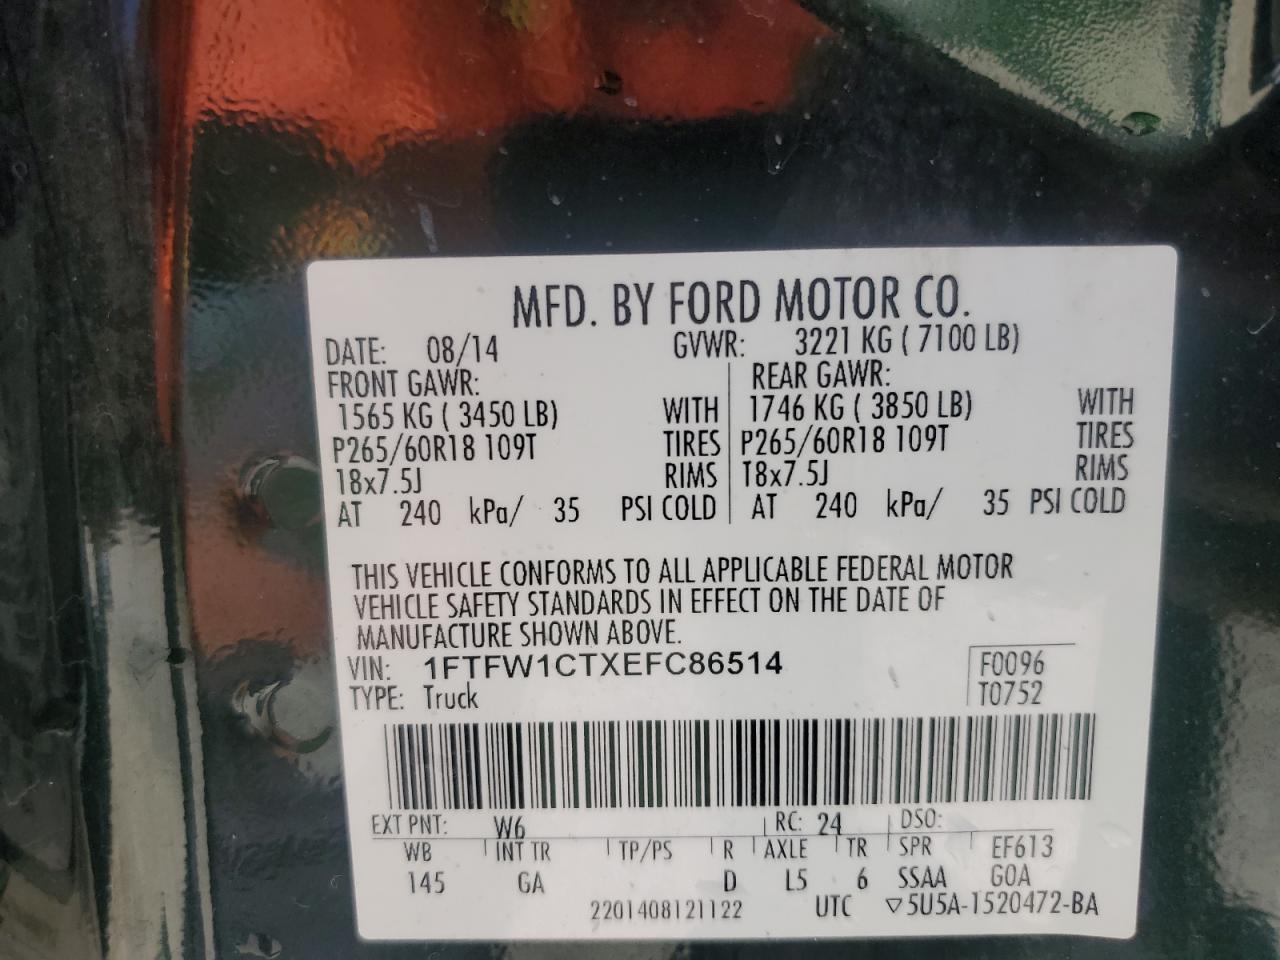 MFD. BY FORD MOTOR CO.
DATE: 08/14 GVWR: 3221 KG ( 7100 LB)
FRONT GAWR: REAR GAWR:
1565 KG ( 3450 LB) WITH 1746 KG ( 3850 LB) WITH
P265/60R18 109T TIRES P265/60R18 109T TIRES
18x7.5J RIMS 18x7.5J RIMS
AT 240 kPa/ 35 PSI COLD AT 240 kPa/ 35 PSI COLD
THIS VEHICLE CONFORMS TO ALL APPLICABLE FEDERAL MOTOR
VEHICLE SAFETY STANDARDS IN EFFECT ON THE DATE OF
MANUFACTURE SHOWN ABOVE.
VIN: 1FTFW1CTXEFC86514 F0096
TYPE: Truck T0752
EXT PNT: W6 RC: 24 DSO:
WB INT TR TP/PS R AXLE TR SPR EF613
145 GA D L5 6 SSAA GOA
2201408121122 UTC ▽5U5A-1520472-BA